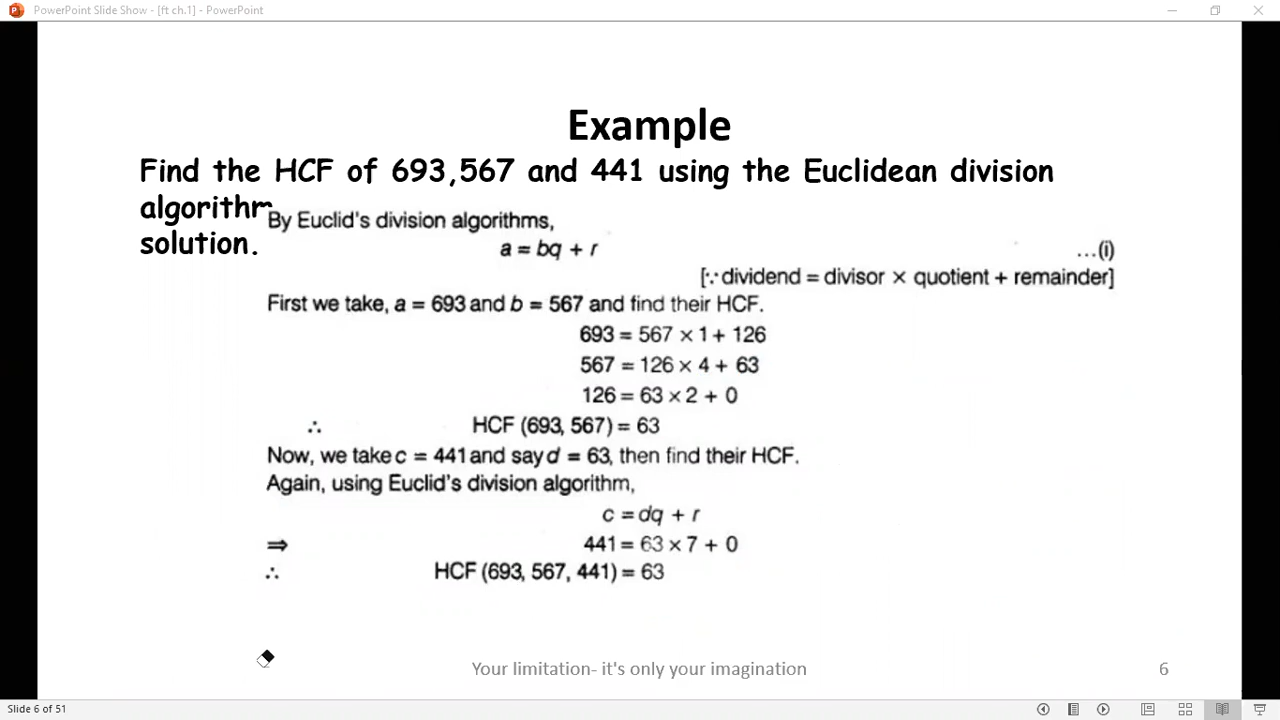 PowerPoint Slide Show - [ft ch.1] - PowerPoint
Example
Find the HCF of 693,567 and 441 using the Euclidean division
solution.
By Euclid's division algorithms,
a = bq + r ...(i)
[∵ dividend = divisor × quotient + remainder]
First we take, a = 693 and b = 567 and find their HCF.
693 = 567 × 1 + 126
567 = 126 × 4 + 63
126 = 63 × 2 + 0
∴ HCF (693, 567) = 63
Now, we take c = 441 and say d = 63, then find their HCF.
Again, using Euclid's division algorithm,
c = dq + r
⇒ 441 = 63 × 7 + 0
∴ HCF (693, 567, 441) = 63
Your limitation- it's only your imagination 6
Slide 6 of 51